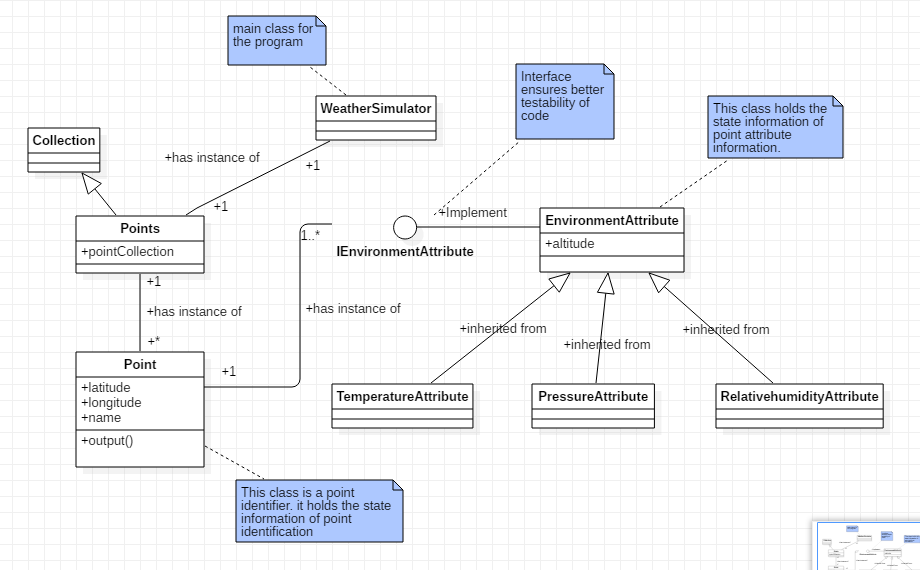 main class for
the program
Interface
ensures better
testability of
code
WeatherSimulator
This class holds the
state information of
point attribute
information.
Collection
+has instance of
+1
+1
Points
+pointCollection
+Implement
EnvironmentAttribute
+altitude
1..*
IEnvironmentAttribute
+1
+has instance of
+has instance of
+*
+inherited from
+inherited from
+inherited from
Point
+latitude
+longitude
+name
+output()
+1
TemperatureAttribute
PressureAttribute
RelativehumidityAttribute
This class is a point
identifier. it holds the state
information of point
identification